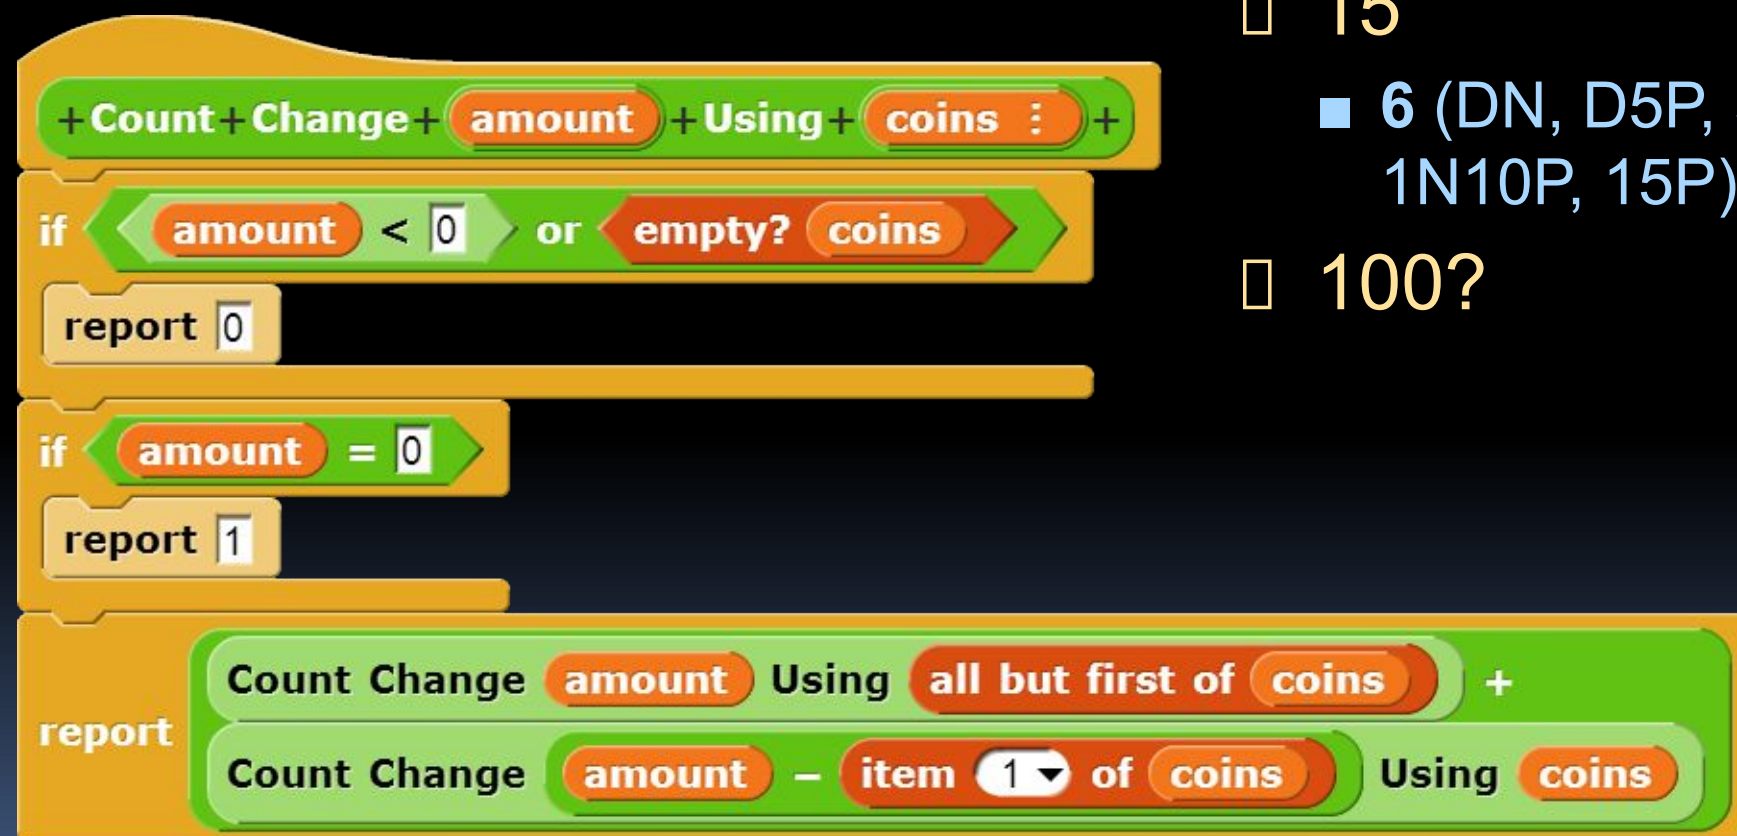 +Count+Change+ amount +Using+ coins ⋮ +
if amount < 0 or empty? coins
report 0
if amount = 0
report 1
report Count Change amount Using all but first of coins +
Count Change amount − item 1 of coins Using coins
15
■ 6 (DN, D5P,
1N10P, 15P)
100?